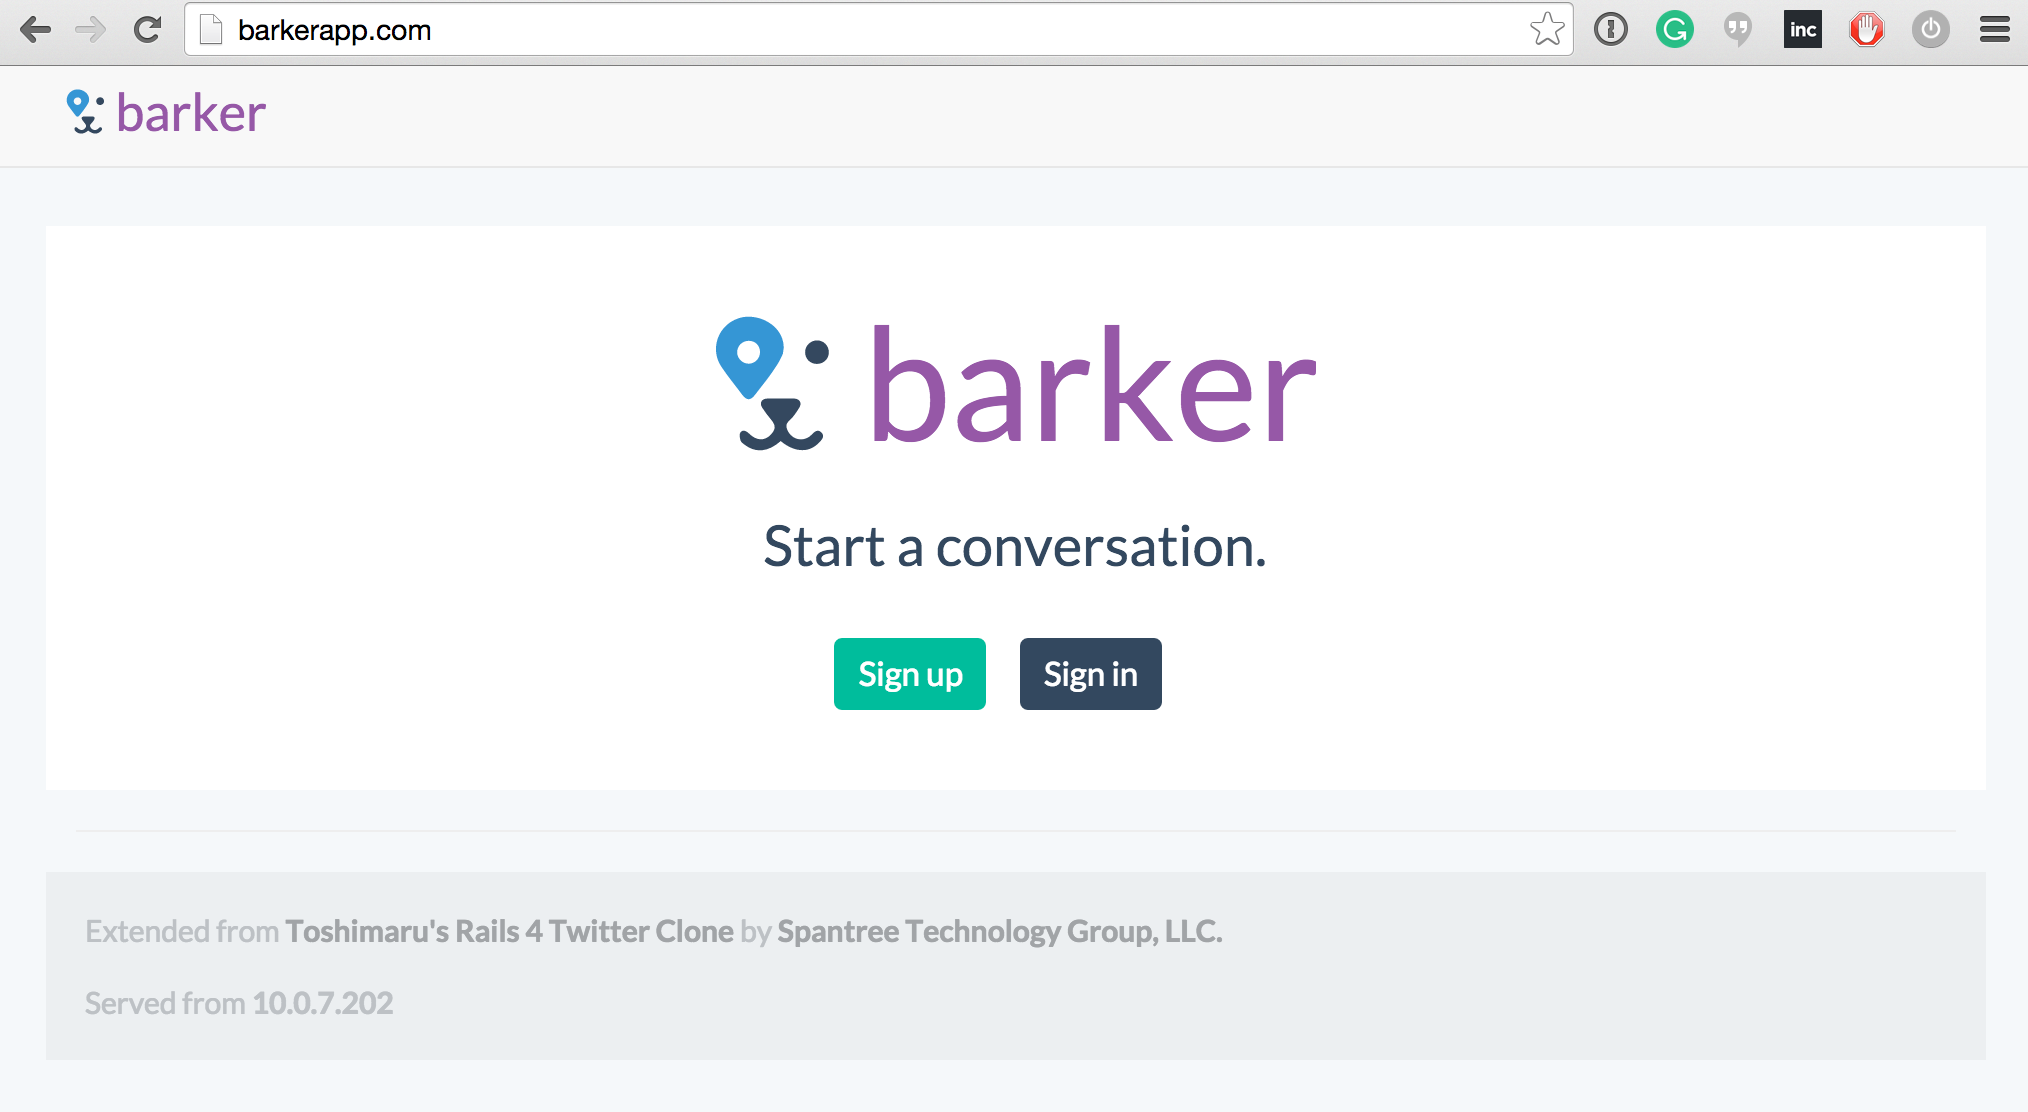 barkerapp.com
inc
barker
barker
Start a conversation.
Sign up Sign in
Extended from Toshimaru's Rails 4 Twitter Clone by Spantree Technology Group, LLC.
Served from 10.0.7.202